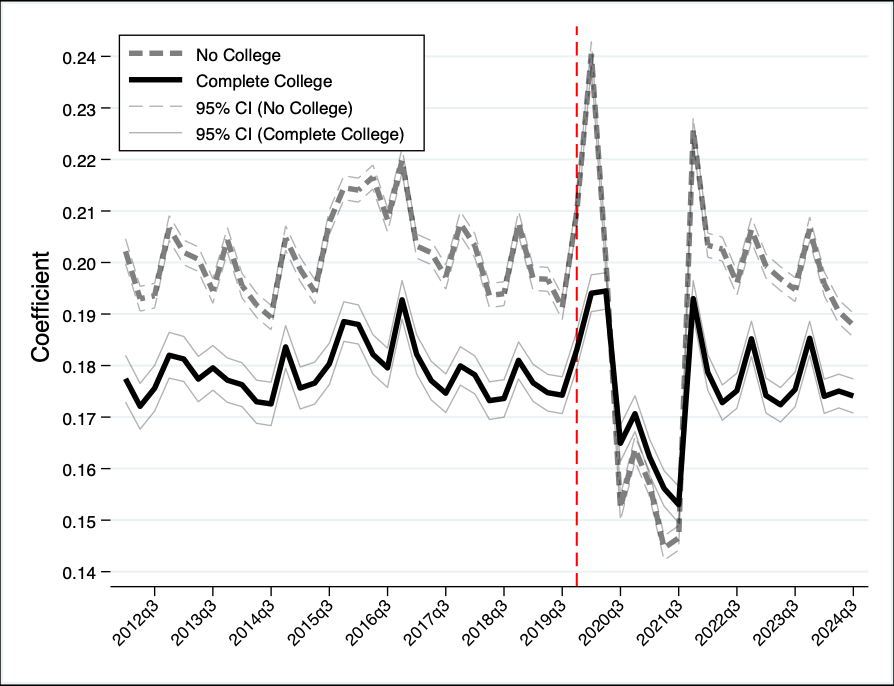 No College
Complete College
95% CI (No College)
95% CI (Complete College)
Coefficient
0.24
0.23
0.22
0.21
0.20
0.19
0.18
0.17
0.16
0.15
0.14
2012q3
2013q3
2014q3
2015q3
2016q3
2017q3
2018q3
2019q3
2020q3
2021q3
2022q3
2023q3
2024q3